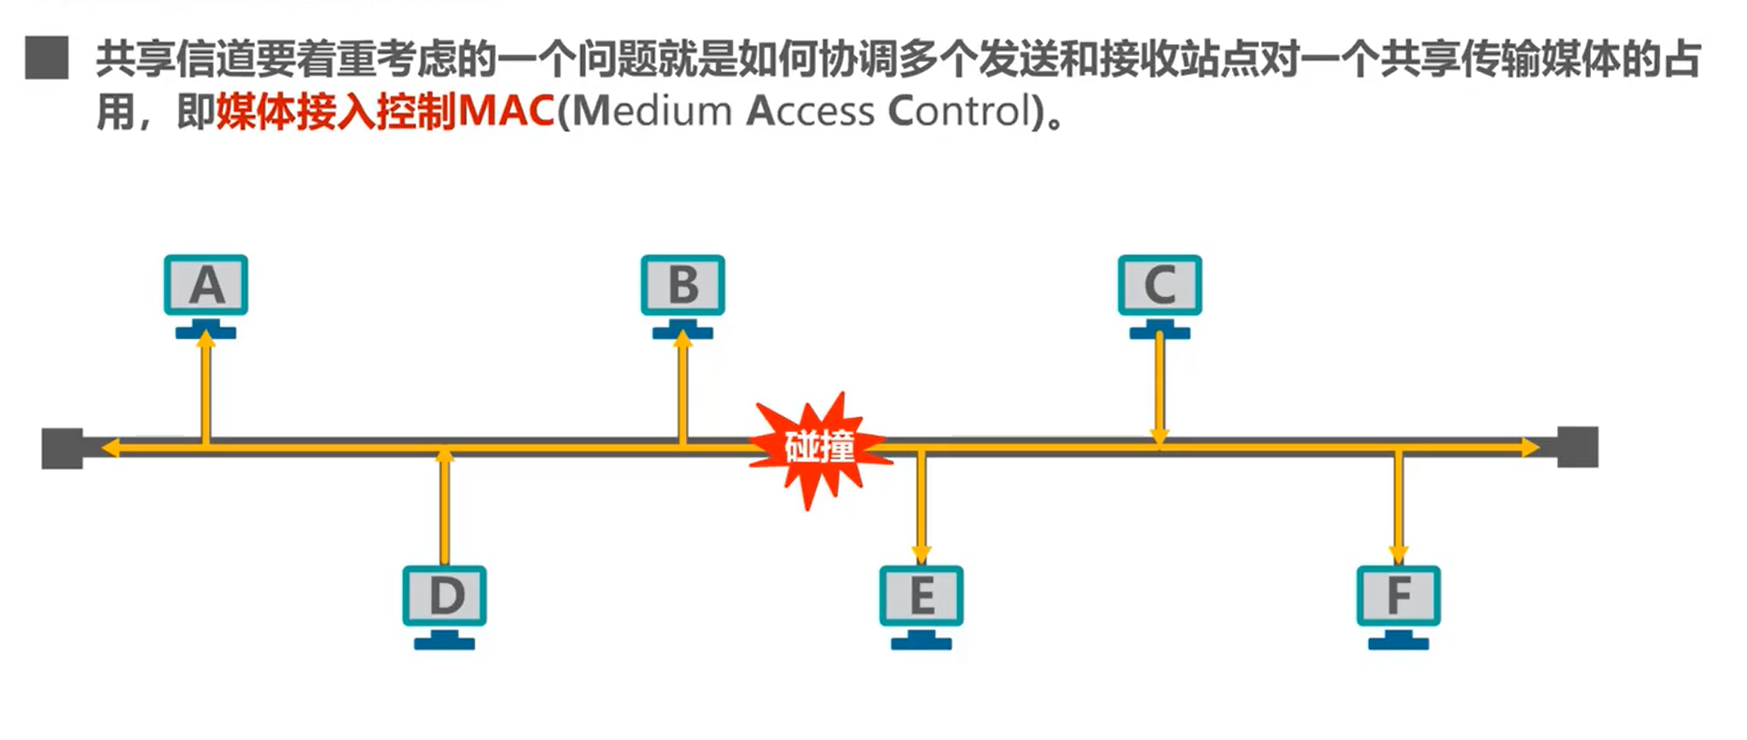 共享信道要着重考虑的一个问题就是如何协调多个发送和接收站点对一个共享传输媒体的占
用，即媒体接入控制MAC(Medium Access Control)。
A
B
C
碰撞
D
E
F